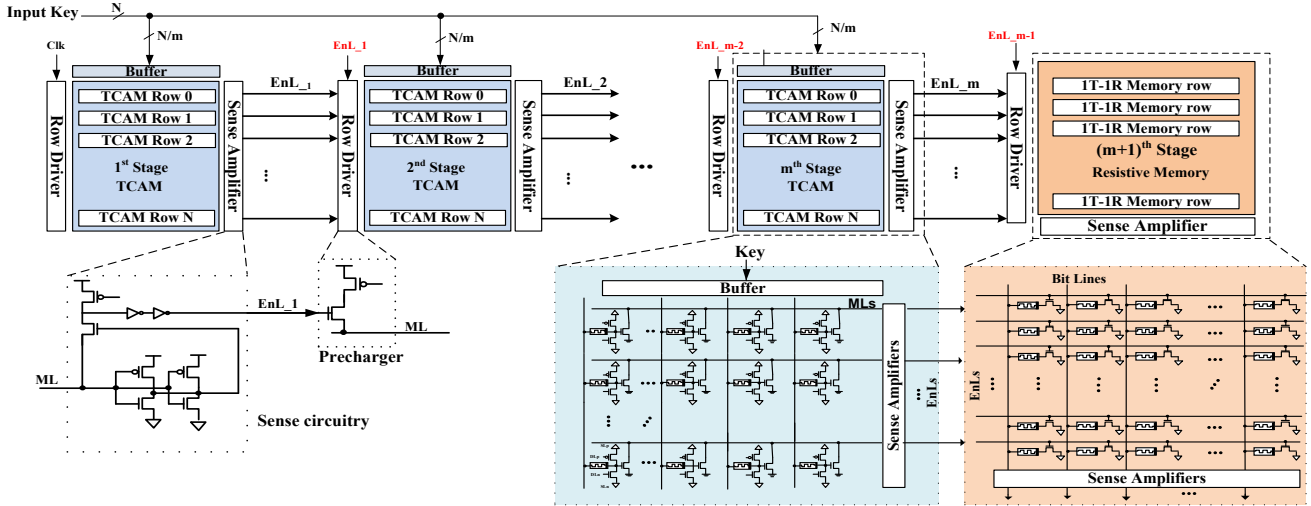 Input Key
N
N/m
N/m
N/m
Clk
EnL_1
EnL_m-2
EnL_m-1
Buffer
Buffer
Buffer
Row Driver
TCAM Row 0
TCAM Row 1
TCAM Row 2
1st Stage
TCAM
TCAM Row N
Sense Amplifier
EnL_1
...
Row Driver
TCAM Row 0
TCAM Row 1
TCAM Row 2
2nd Stage
TCAM
TCAM Row N
Sense Amplifier
EnL_2
...
...
Row Driver
TCAM Row 0
TCAM Row 1
TCAM Row 2
mth Stage
TCAM
TCAM Row N
Sense Amplifier
EnL_m
...
Row Driver
1T-1R Memory row
1T-1R Memory row
1T-1R Memory row
(m+1)th Stage
Resistive Memory
1T-1R Memory row
Sense Amplifier
EnL_1
ML
Precharger
ML
Sense circuitry
Key
Buffer
MLs
Sense Amplifiers
EnLs
SLp
DLp
DLn
SLn
Bit Lines
EnLs
Sense Amplifiers